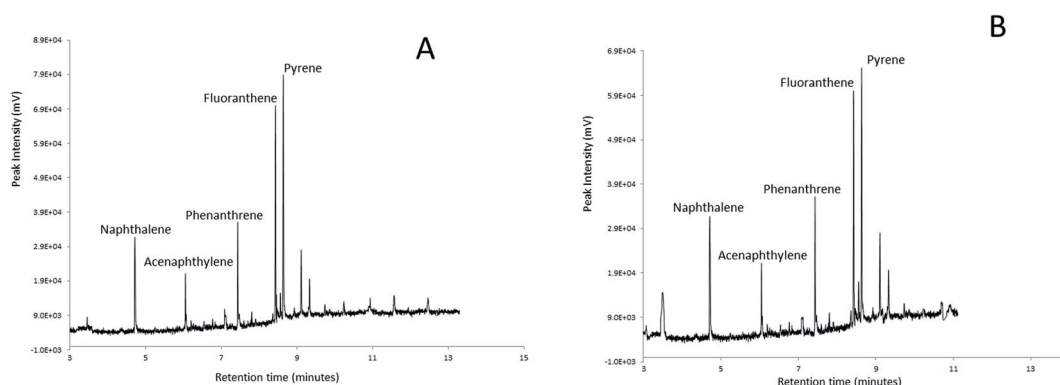 A
8.9E+04
7.9E+04
6.9E+04
5.9E+04
4.9E+04
3.9E+04
2.9E+04
1.9E+04
9.0E+03
-1.0E+03
Peak Intensity (mV)
Pyrene
Fluoranthene
Phenanthrene
Naphthalene
Acenaphthylene
3 5 7 9 11 13 15
Retention time (minutes)
B
6.9E+04
5.9E+04
4.9E+04
3.9E+04
2.9E+04
1.9E+04
9.0E+03
-1.0E+03
Peak Intensity (mV)
Pyrene
Fluoranthene
Phenanthrene
Naphthalene
Acenaphthylene
3 5 7 9 11 13
Retention time (minutes)